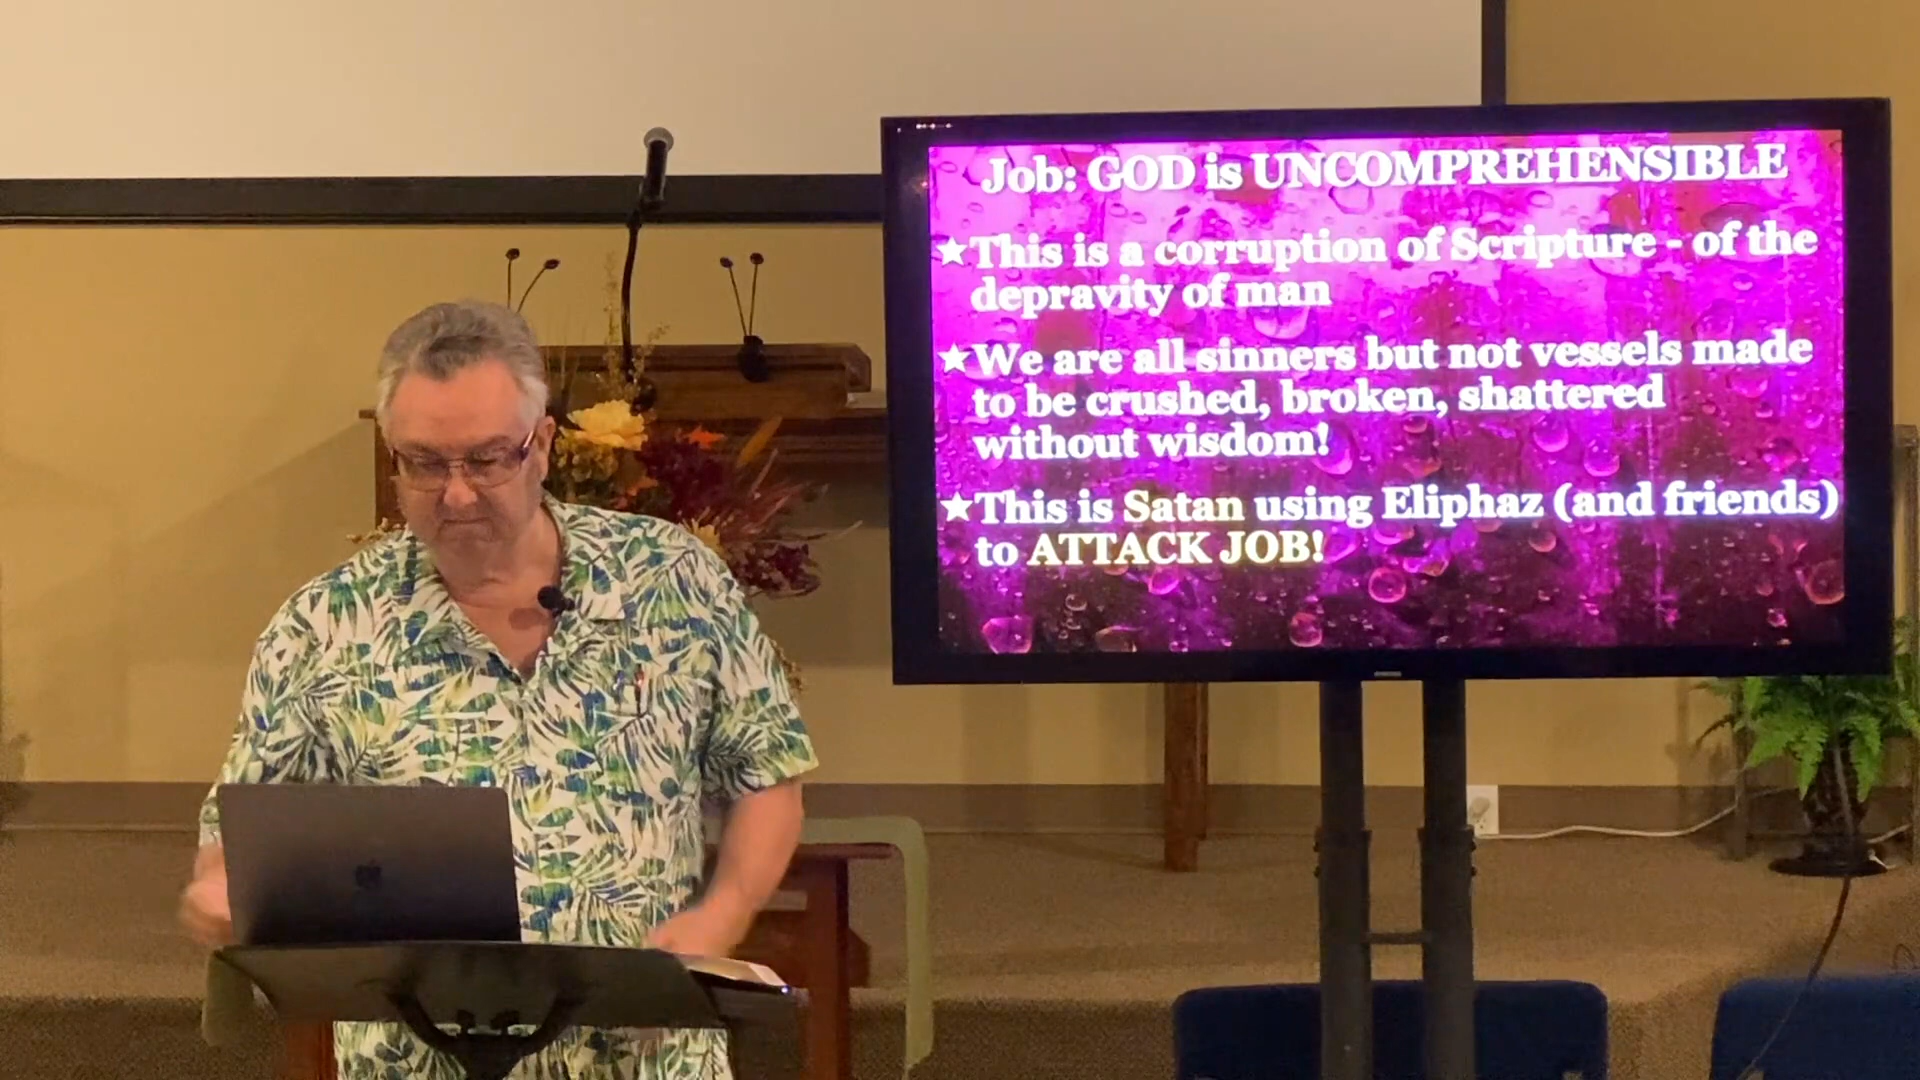 Job: GOD is UNCOMPREHENSIBLE
★This is a corruption of Scripture - of the
depravity of man
★We are all sinners but not vessels made
to be crushed, broken, shattered
without wisdom!
★This is Satan using Eliphaz (and friends)
to ATTACK JOB!